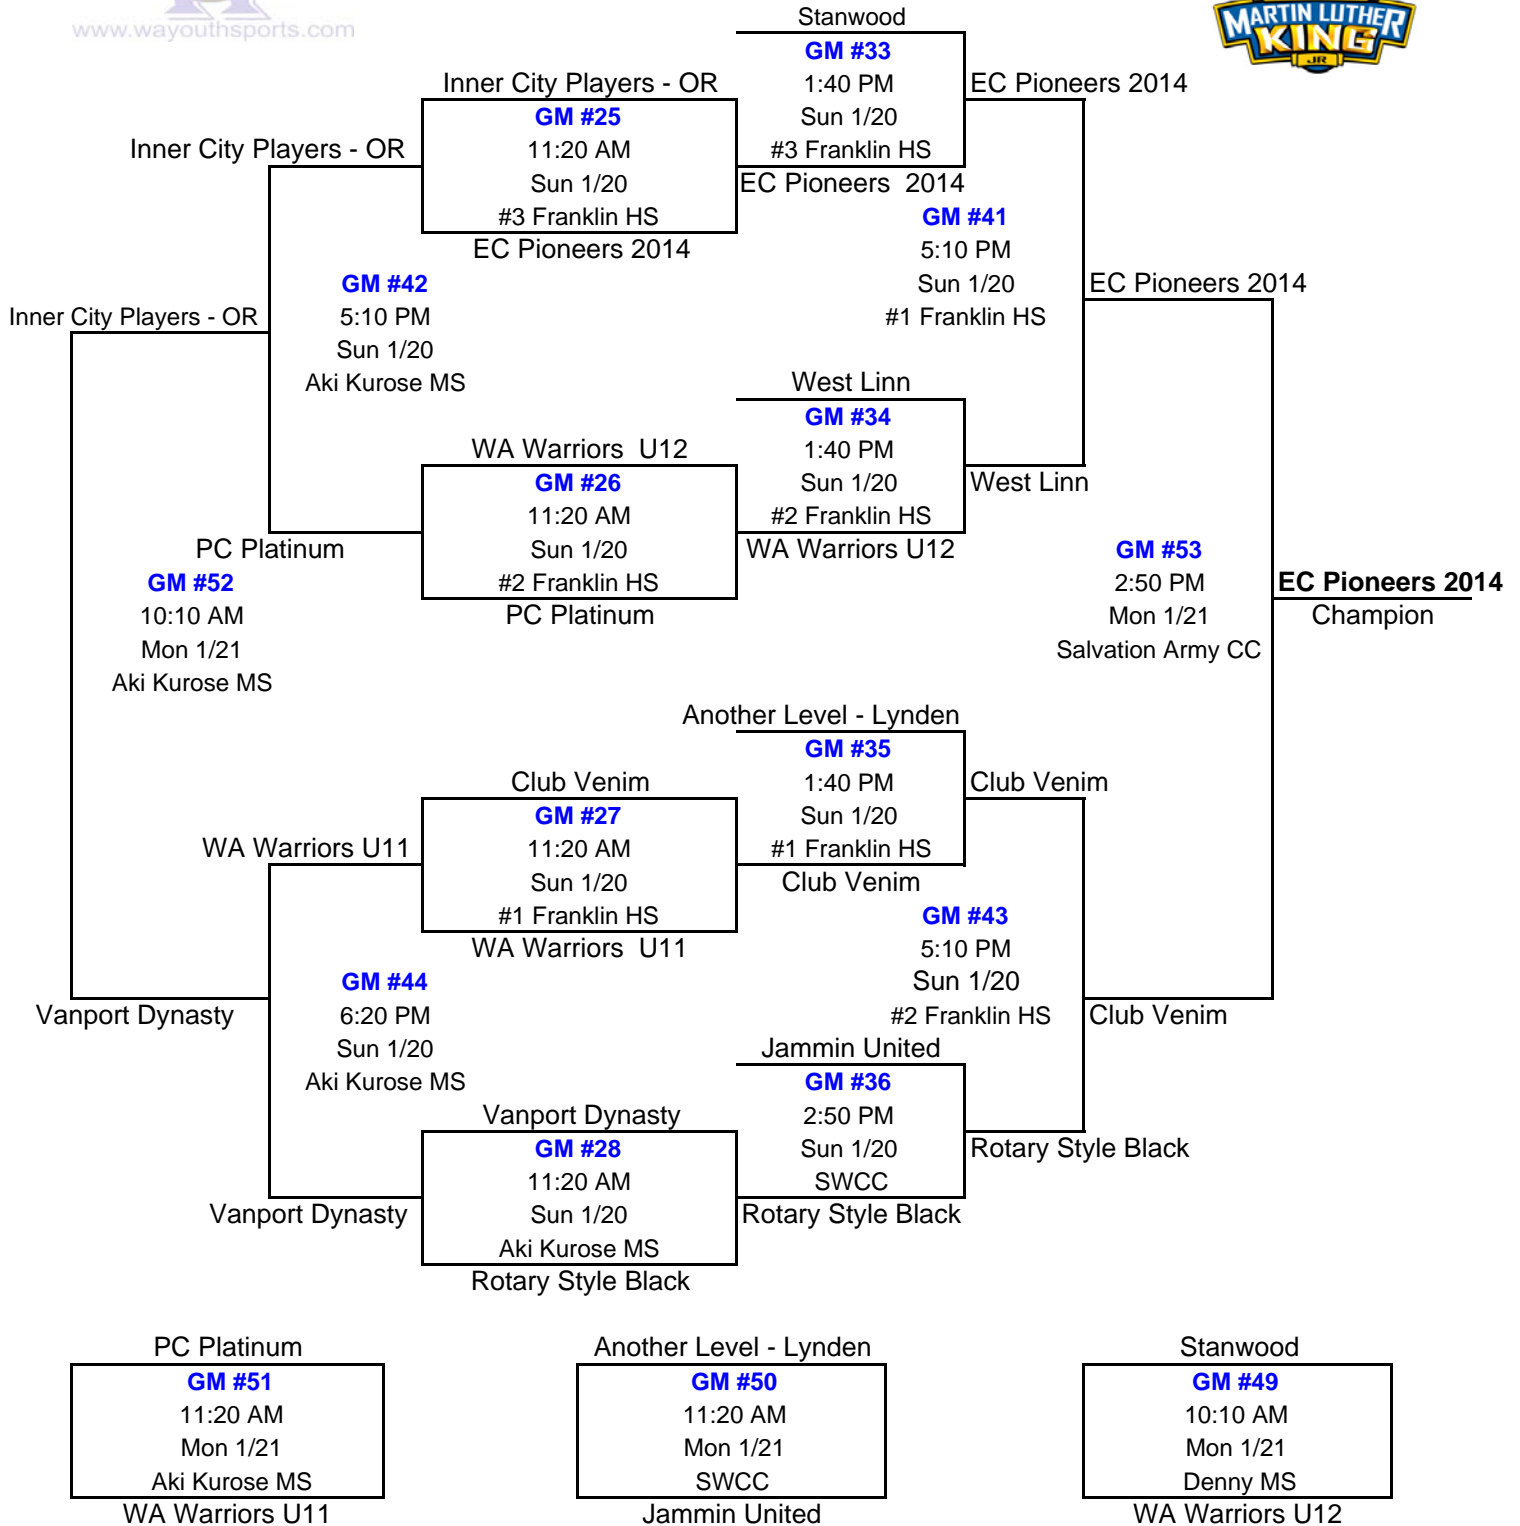 www.wayouthsports.com
MARTIN LUTHER
KING
JR
Stanwood
GM #33
1:40 PM
Sun 1/20
#3 Franklin HS
EC Pioneers  2014
EC Pioneers 2014
Inner City Players - OR
GM #25
11:20 AM
Sun 1/20
#3 Franklin HS
EC Pioneers 2014
Inner City Players - OR
GM #41
5:10 PM
Sun 1/20
#1 Franklin HS
EC Pioneers 2014
GM #42
5:10 PM
Sun 1/20
Aki Kurose MS
Inner City Players - OR
West Linn
GM #34
1:40 PM
Sun 1/20
#2 Franklin HS
WA Warriors U12
West Linn
WA Warriors  U12
GM #26
11:20 AM
Sun 1/20
#2 Franklin HS
PC Platinum
PC Platinum
GM #52
10:10 AM
Mon 1/21
Aki Kurose MS
GM #53
2:50 PM
Mon 1/21
Salvation Army CC
EC Pioneers 2014
Champion
Another Level - Lynden
GM #35
1:40 PM
Sun 1/20
#1 Franklin HS
Club Venim
Club Venim
Club Venim
GM #27
11:20 AM
Sun 1/20
#1 Franklin HS
WA Warriors  U11
WA Warriors U11
GM #43
5:10 PM
Sun 1/20
#2 Franklin HS
Club Venim
GM #44
6:20 PM
Sun 1/20
Aki Kurose MS
Vanport Dynasty
Jammin United
GM #36
2:50 PM
Sun 1/20
SWCC
Rotary Style Black
Rotary Style Black
Vanport Dynasty
GM #28
11:20 AM
Sun 1/20
Aki Kurose MS
Rotary Style Black
Vanport Dynasty
PC Platinum
GM #51
11:20 AM
Mon 1/21
Aki Kurose MS
WA Warriors U11
Another Level - Lynden
GM #50
11:20 AM
Mon 1/21
SWCC
Jammin United
Stanwood
GM #49
10:10 AM
Mon 1/21
Denny MS
WA Warriors U12